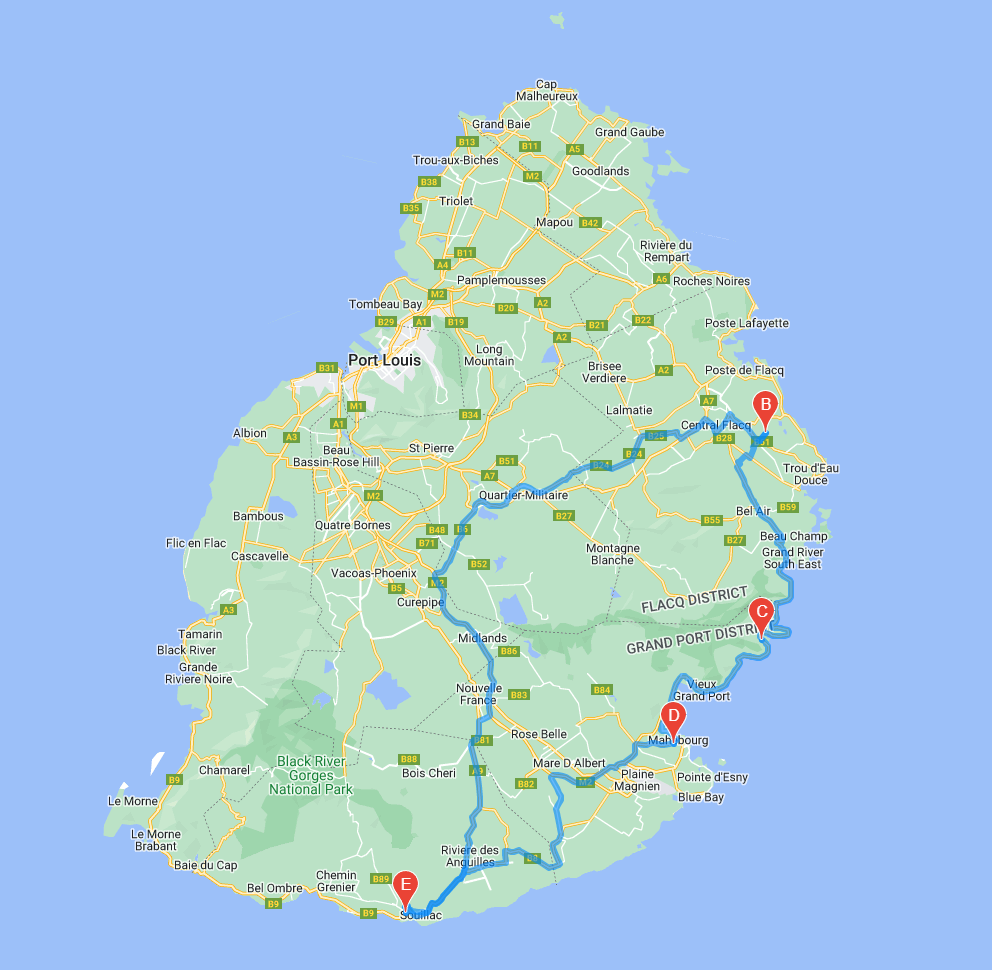 Cap
Malheureux
Grand Baie
Grand Gaube
B13
B11
A5
Trou-aux-Biches
Goodlands
M2
B38
Triolet
B35
Mapou
B42
Rivière du
Rempart
B11
A4
A6
Roches Noires
Pamplemousses
M2
Tombeau Bay
A2
B20
B29
A1
B19
B21
B22
Poste Lafayette
A2
Long
Mountain
Port Louis
B31
Brisee
Verdiere
A2
Poste de Flacq
M1
A7
B
Lalmatie
B34
A1
Central Flacq
Albion
A3
B28
St Pierre
Beau
Bassin-Rose Hill
B24
B51
Trou d'Eau
Douce
A7
M2
Quartier-Militaire
B59
Bel Air
Bambous
B27
B55
Quatre Bornes
B48
Beau Champ
Flic en Flac
B71
B27
Grand River
South East
Cascavelle
Montagne
Blanche
B52
Vacoas-Phoenix
M2
B5
FLACQ DISTRICT
Curepipe
A3
C
Tamarin
Midlands
GRAND PORT DISTRI
Black River
B86
Grande
Riviere Noire
Vieux
Grand Port
Nouvelle
France
B83
B84
D
Rose Belle
B81
Black River
Gorges
National Park
B88
Mare D Albert
Chamarel
Bois Cheri
A9
Plaine
Magnien
Pointe d'Esny
B9
B82
Blue Bay
Le Morne
Le Morne
Brabant
Riviere des
Anguilles
Baie du Cap
Chemin
Grenier
B89
E
Bel Ombre
B9
B9
Souillac